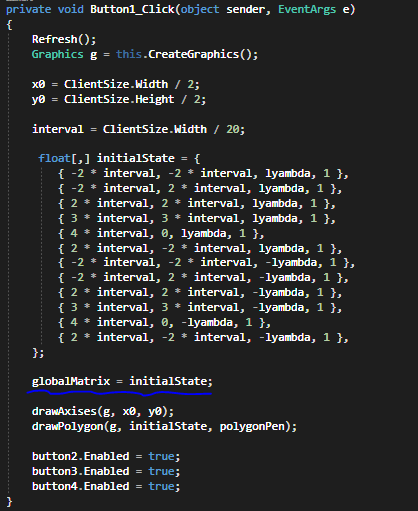 private void Button1_Click(object sender, EventArgs e)
{
Refresh();
Graphics g = this.CreateGraphics();
x0 = ClientSize.Width / 2;
y0 = ClientSize.Height / 2;
interval = ClientSize.Width / 20;
float[,] initialState = {
{ -2 * interval, -2 * interval, lyambda, 1 },
{ -2 * interval, 2 * interval, lyambda, 1 },
{ 2 * interval, 2 * interval, lyambda, 1 },
{ 3 * interval, 3 * interval, lyambda, 1 },
{ 4 * interval, 0, lyambda, 1 },
{ 2 * interval, -2 * interval, lyambda, 1 },
{ -2 * interval, -2 * interval, -lyambda, 1 },
{ -2 * interval, 2 * interval, -lyambda, 1 },
{ 2 * interval, 2 * interval, -lyambda, 1 },
{ 3 * interval, 3 * interval, -lyambda, 1 },
{ 4 * interval, 0, -lyambda, 1 },
{ 2 * interval, -2 * interval, -lyambda, 1 },
};
globalMatrix = initialState;
drawAxises(g, x0, y0);
drawPolygon(g, initialState, polygonPen);
button2.Enabled = true;
button3.Enabled = true;
button4.Enabled = true;
}